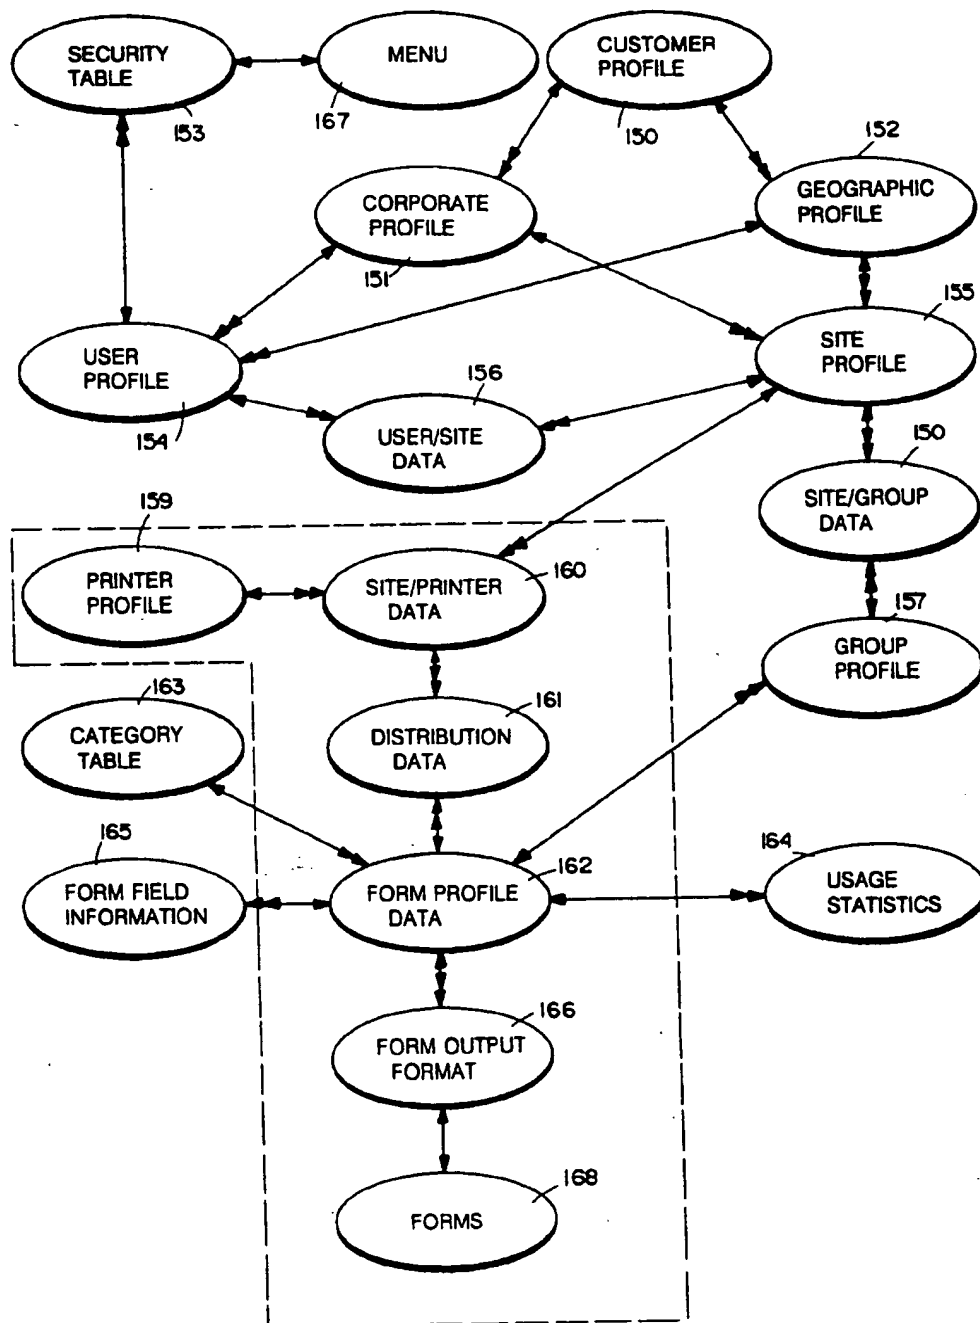 SECURITY
TABLE
153
MENU
167
CUSTOMER
PROFILE
150
CORPORATE
PROFILE
151
152
GEOGRAPHIC
PROFILE
USER
PROFILE
154
156
USER/SITE
DATA
155
SITE
PROFILE
150
SITE/GROUP
DATA
159
PRINTER
PROFILE
SITE/PRINTER
DATA
160
157
GROUP
PROFILE
163
CATEGORY
TABLE
161
DISTRIBUTION
DATA
165
FORM FIELD
INFORMATION
162
FORM PROFILE
DATA
164
USAGE
STATISTICS
166
FORM OUTPUT
FORMAT
168
FORMS